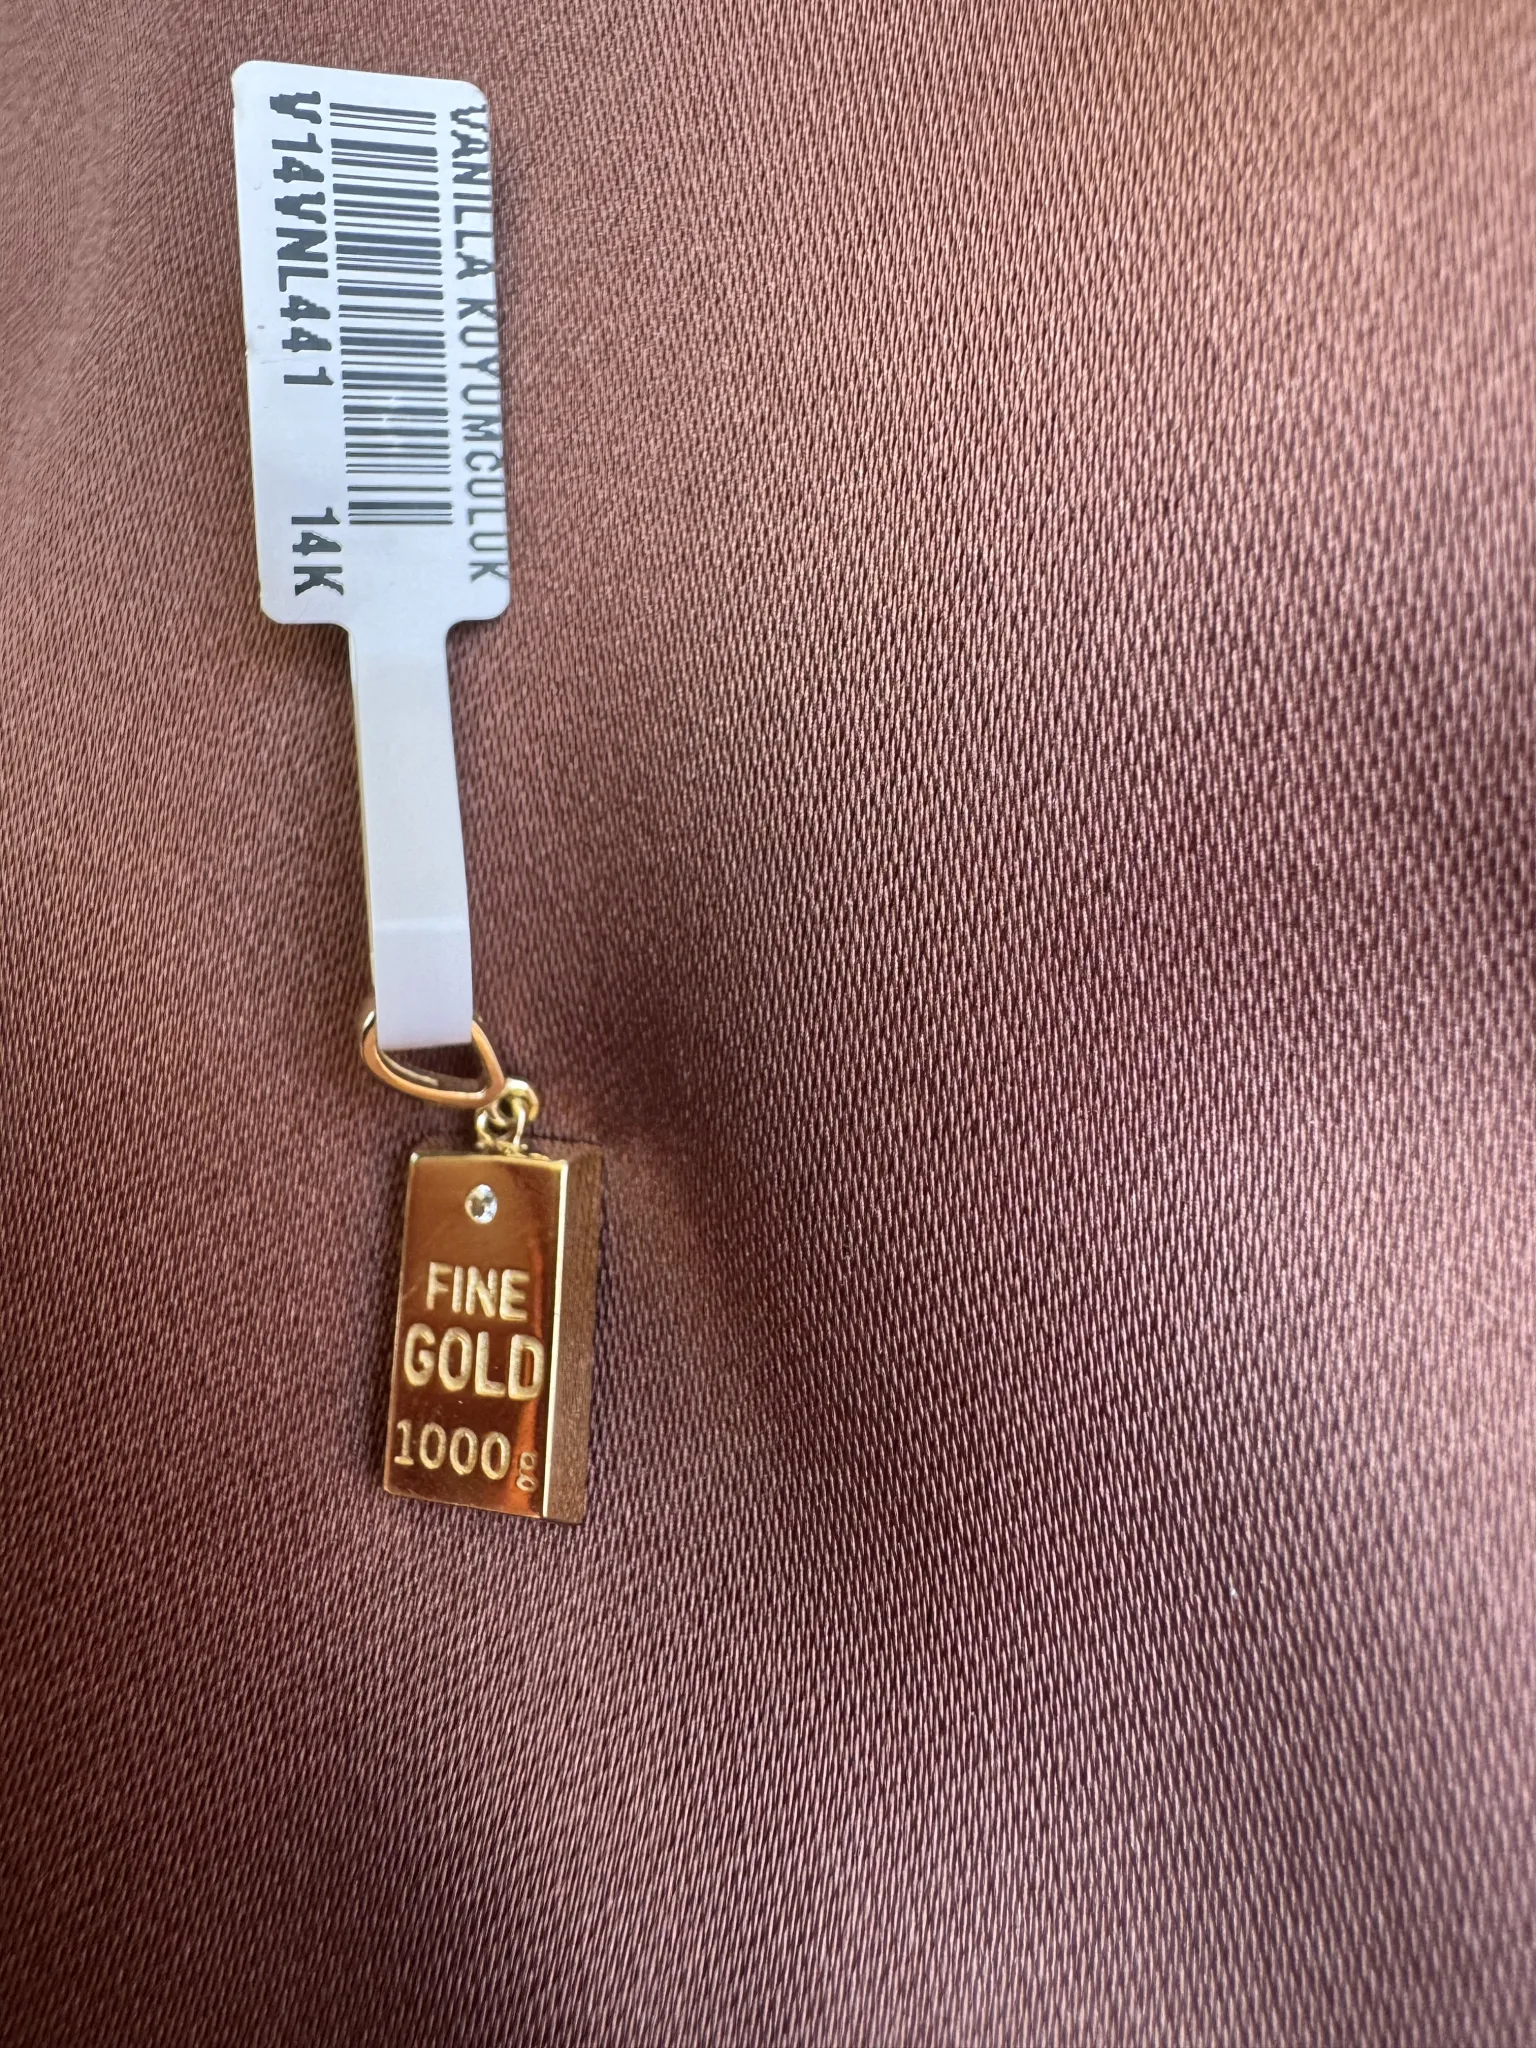 VANILLA KUYUMCULUK
V14VNL441 14K
FINE
GOLD
1000g